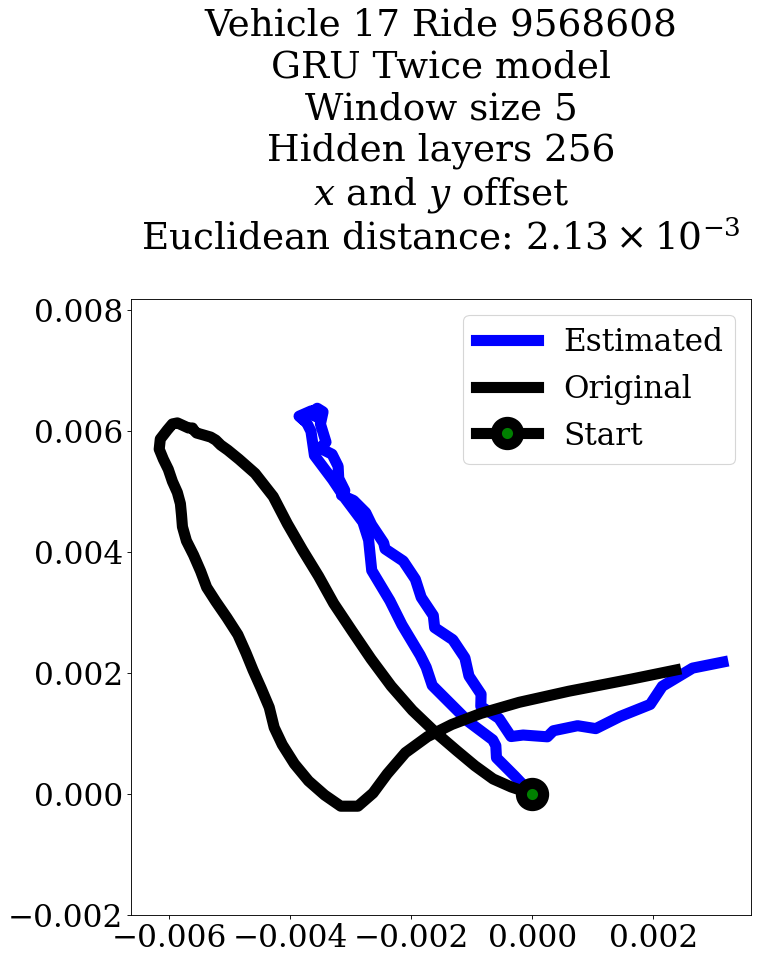 Vehicle 17 Ride 9568608
GRU Twice model
Window size 5
Hidden layers 256
x and y offset
Euclidean distance: 2.13 × 10⁻³
Estimated
Original
Start
0.008
0.006
0.004
0.002
0.000
−0.002
−0.006 −0.004 −0.002 0.000 0.002